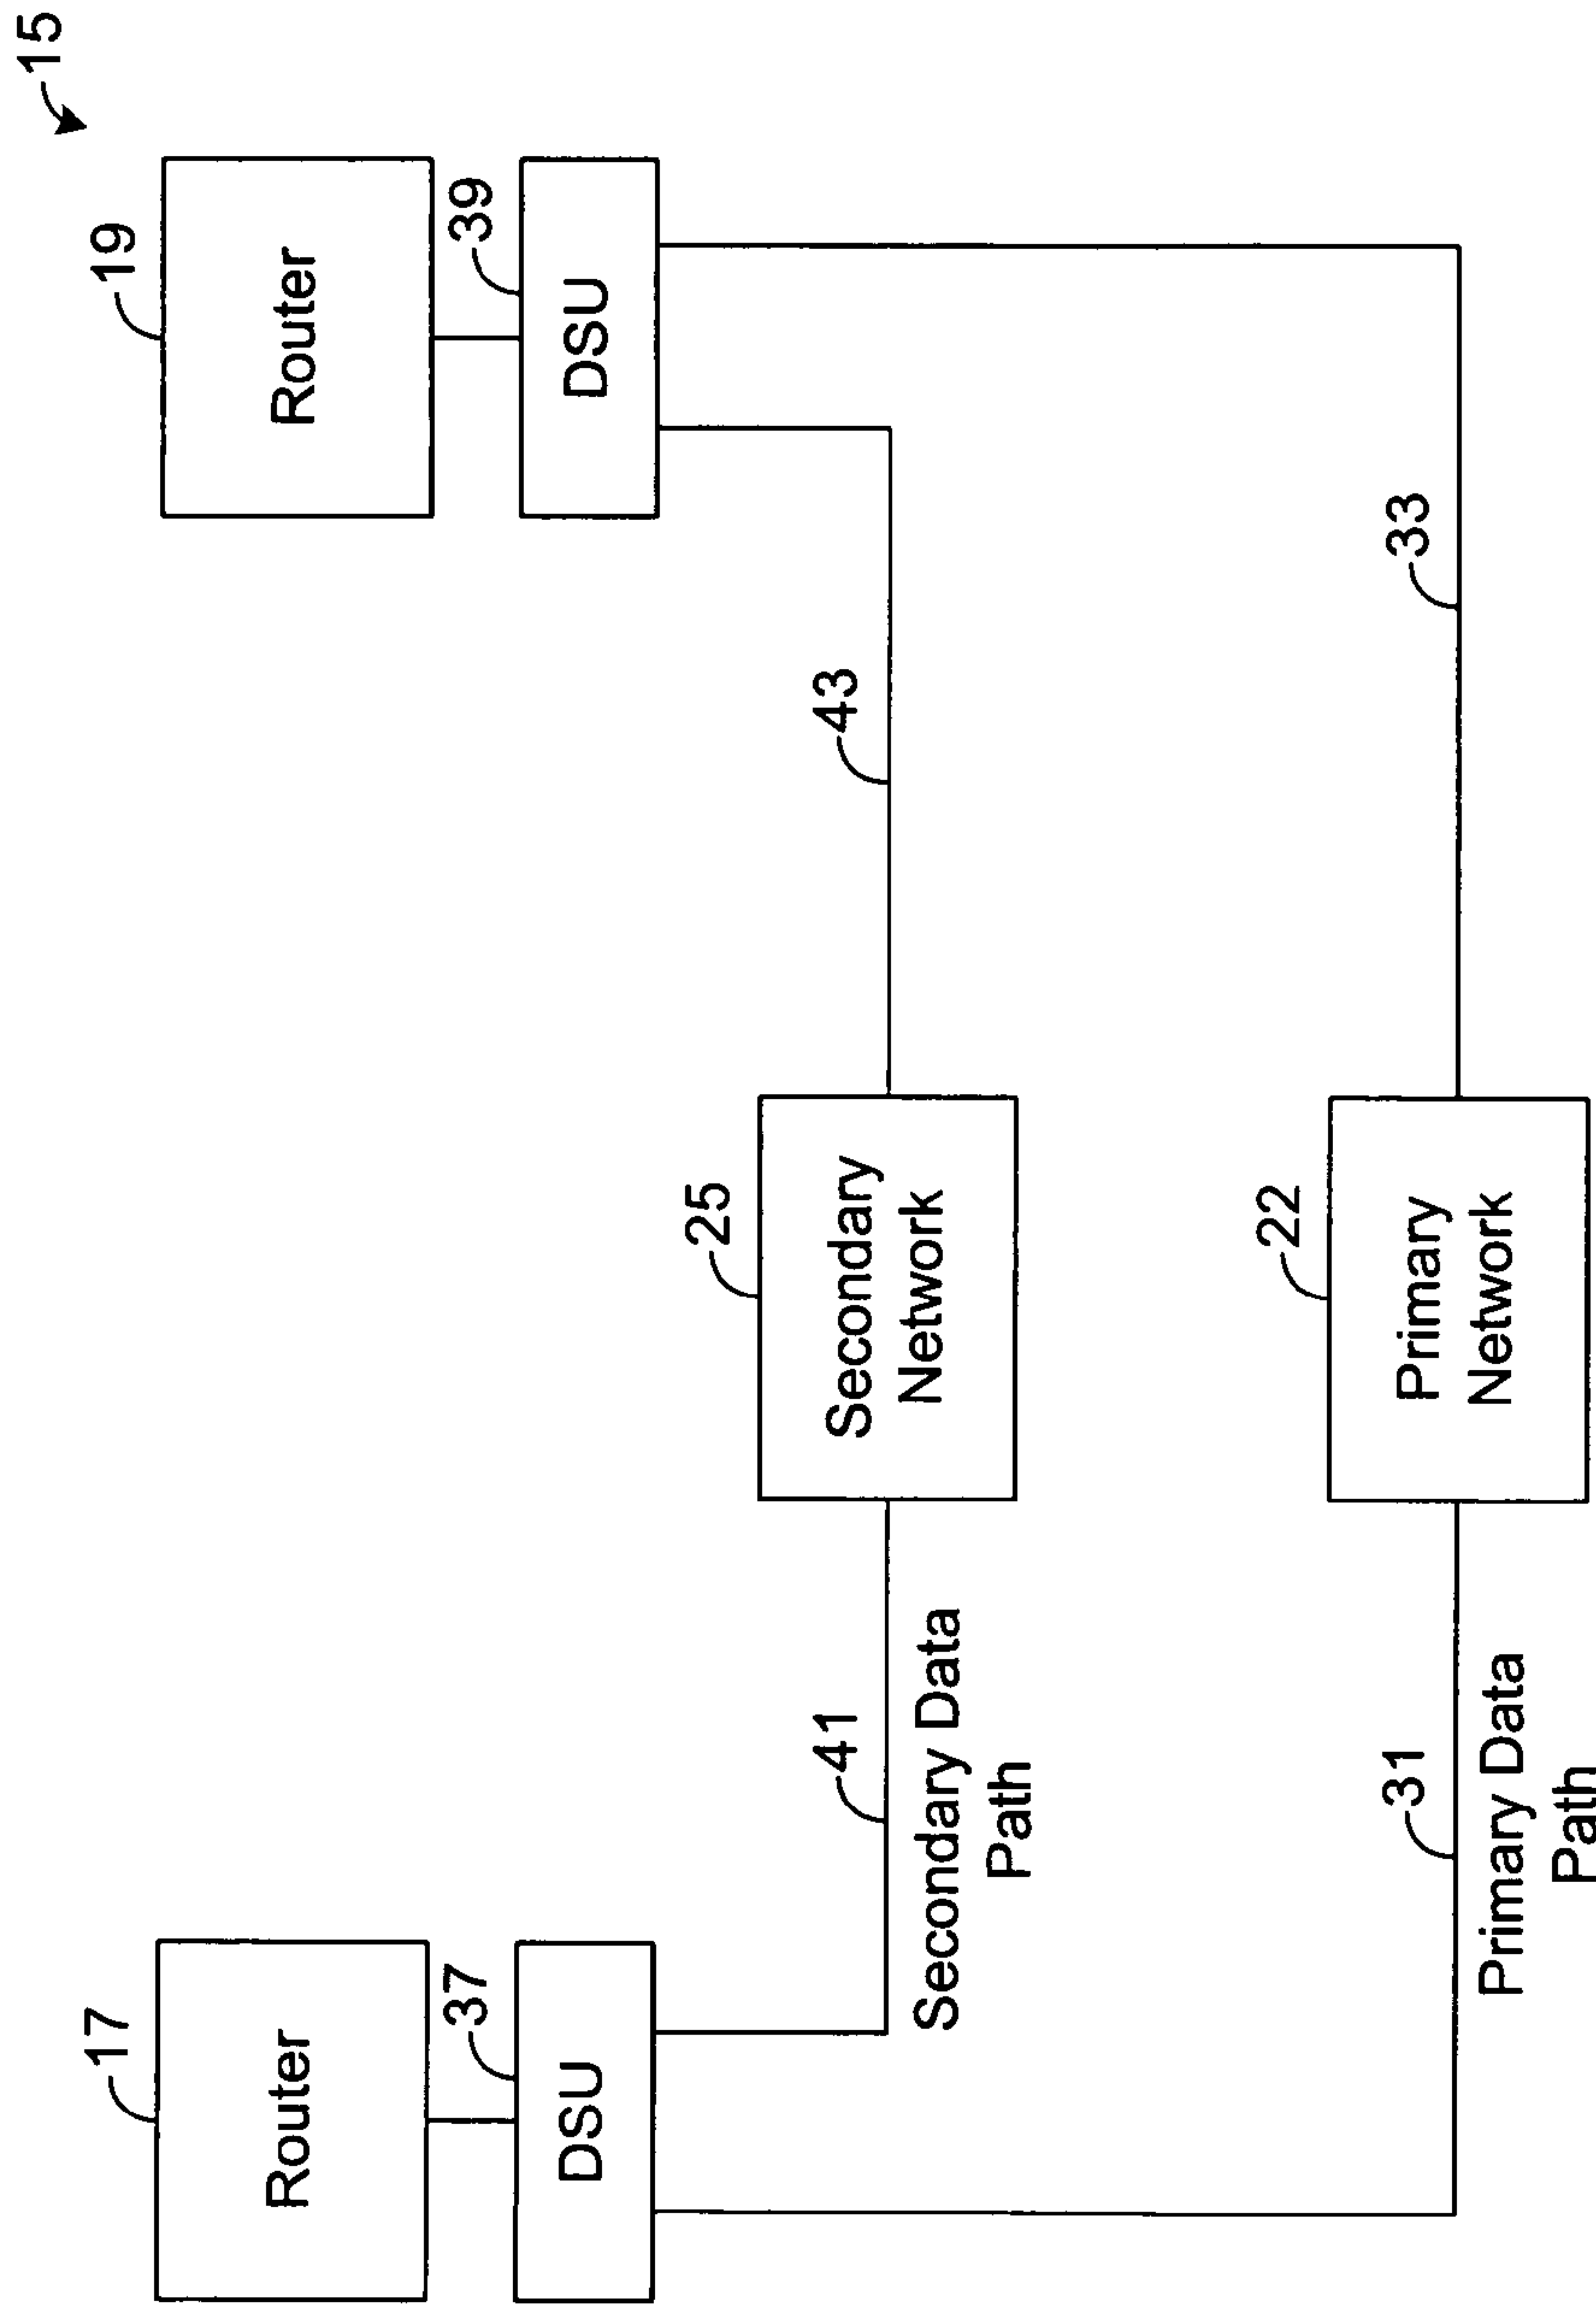 15
17
19
Router
Router
37
39
DSU
DSU
25
41
43
Secondary
Network
Secondary Data
Path
22
31
33
Primary
Network
Primary Data
Path